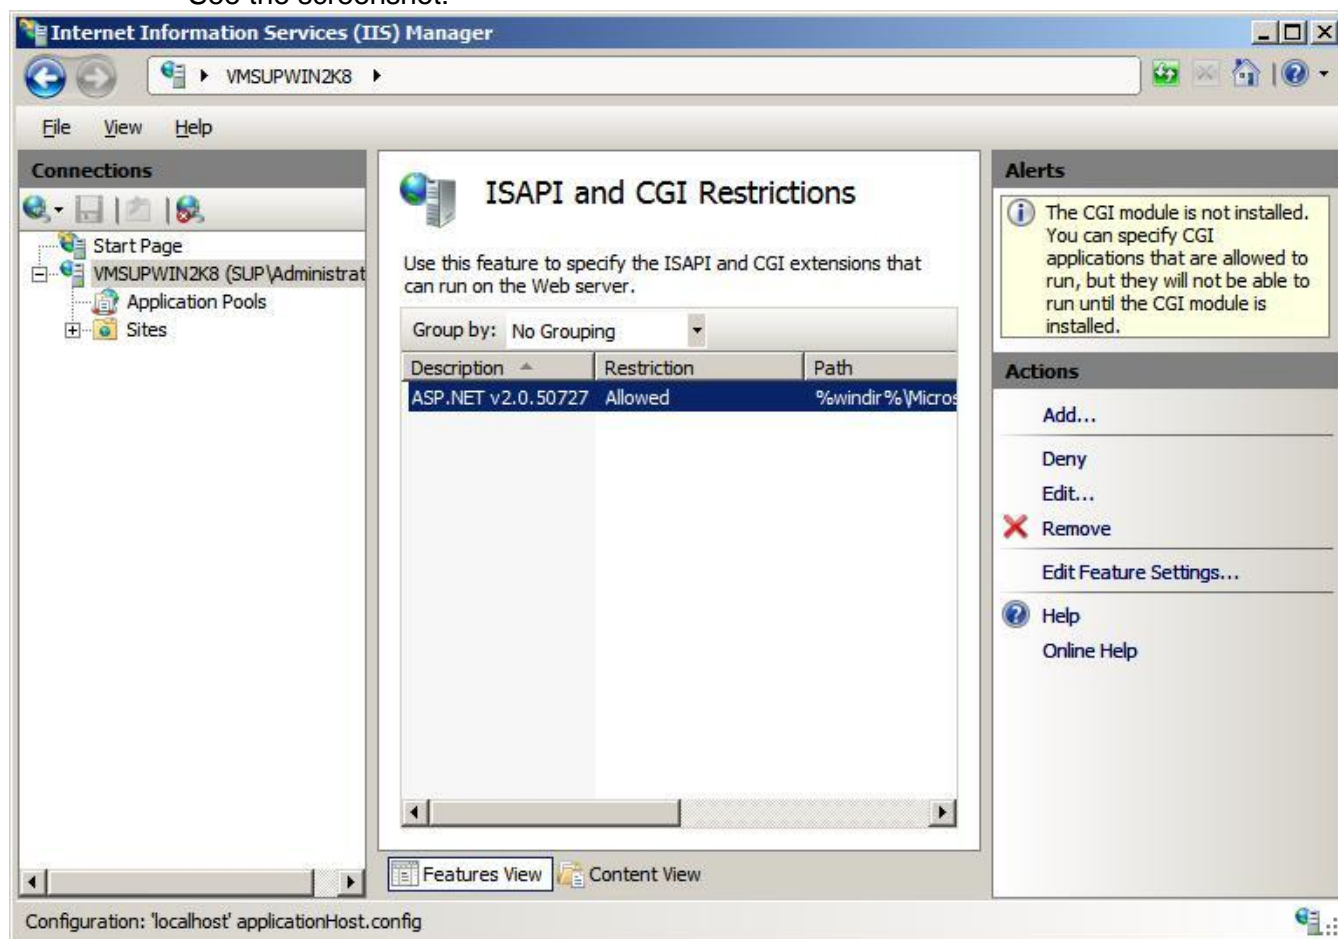 See the screenshot.
Internet Information Services (IIS) Manager
VMSUPWIN2K8
File View Help
Connections
Start Page
VMSUPWIN2K8 (SUP\Administrat
Application Pools
Sites
ISAPI and CGI Restrictions
Use this feature to specify the ISAPI and CGI extensions that
can run on the Web server.
Group by: No Grouping
Description Restriction Path
ASP.NET v2.0.50727 Allowed %windir%\Micros
Features View Content View
Alerts
The CGI module is not installed.
You can specify CGI
applications that are allowed to
run, but they will not be able to
run until the CGI module is
installed.
Actions
Add...
Deny
Edit...
Remove
Edit Feature Settings...
Help
Online Help
Configuration: 'localhost' applicationHost.config